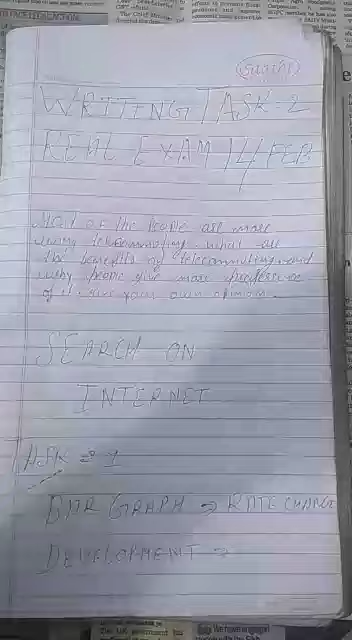 WRITING TASK-2
REAL EXAM 14 FEB
Most of the People are more
using telecommuting. what are
the benefits of telecommuting and
why people give more
of it. Give your own opinion.
SEARCH ON
INTERNET
TASK = 1
BAR GRAPH → RATE CHANGE
DEVELOPMENT →